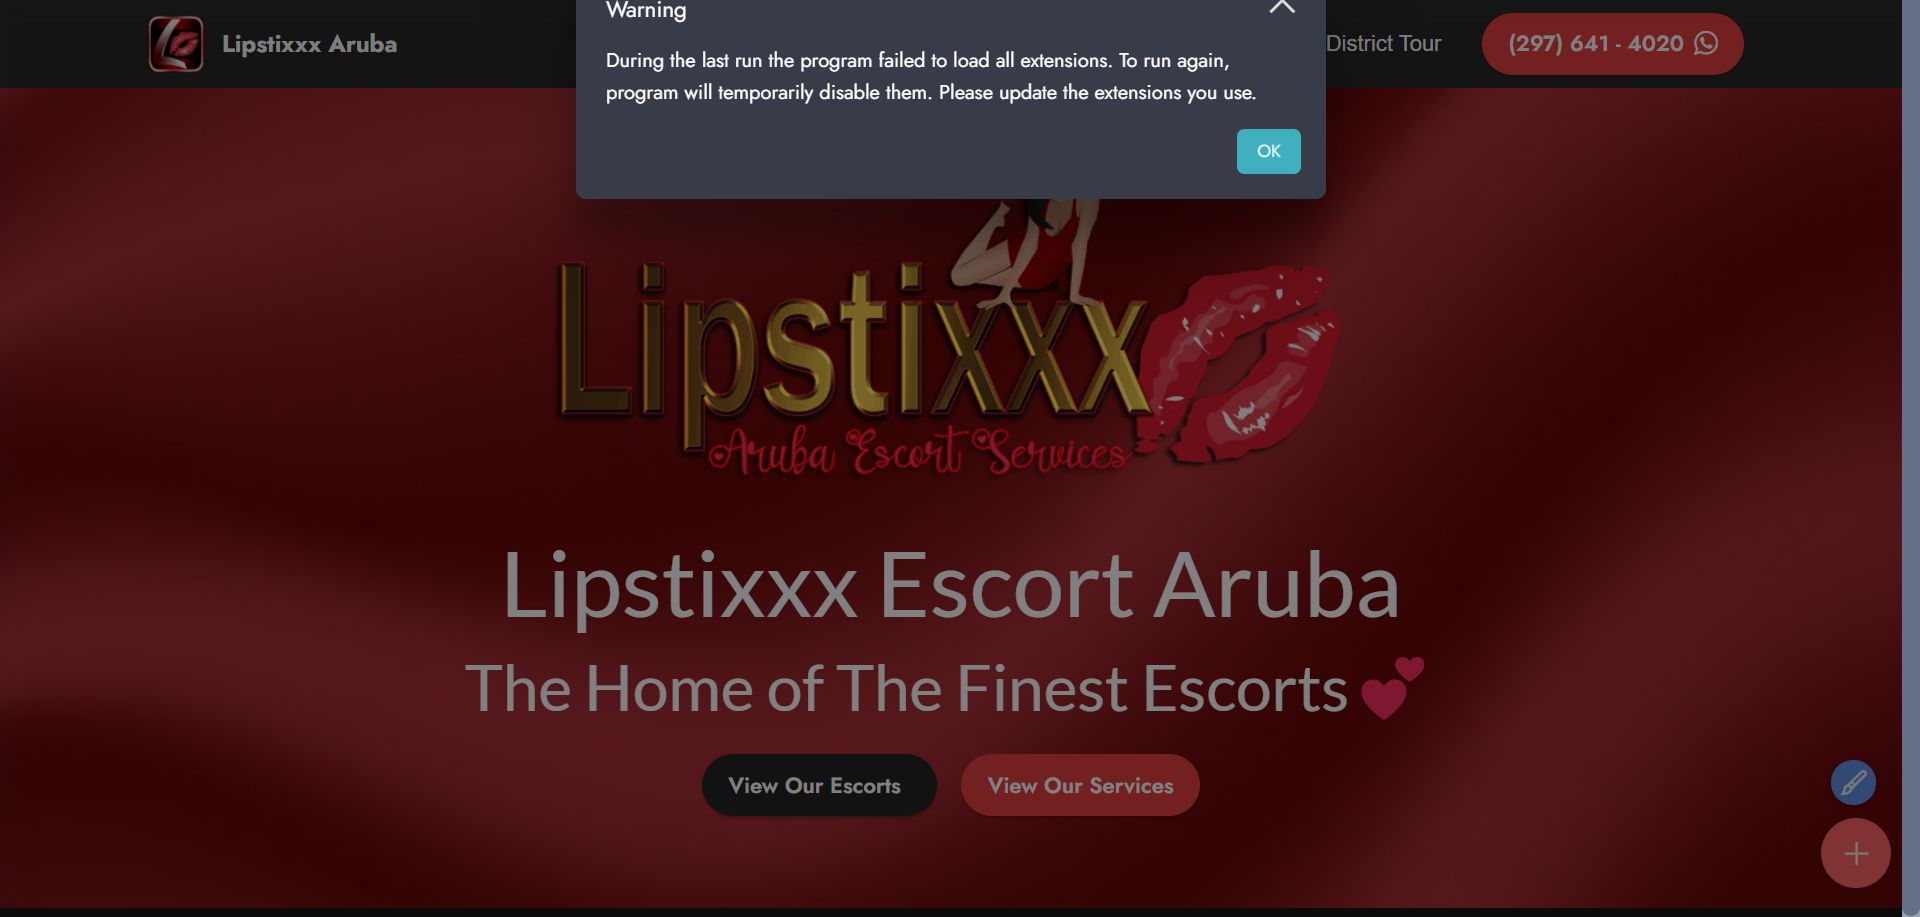 Warning
During the last run the program failed to load all extensions. To run again,
program will temporarily disable them. Please update the extensions you use.
OK
Lipstixxx Aruba
District Tour
(297) 641 - 4020
Lipstixxx
Aruba Escort Services
Lipstixxx Escort Aruba
The Home of The Finest Escorts 💕
View Our Escorts
View Our Services